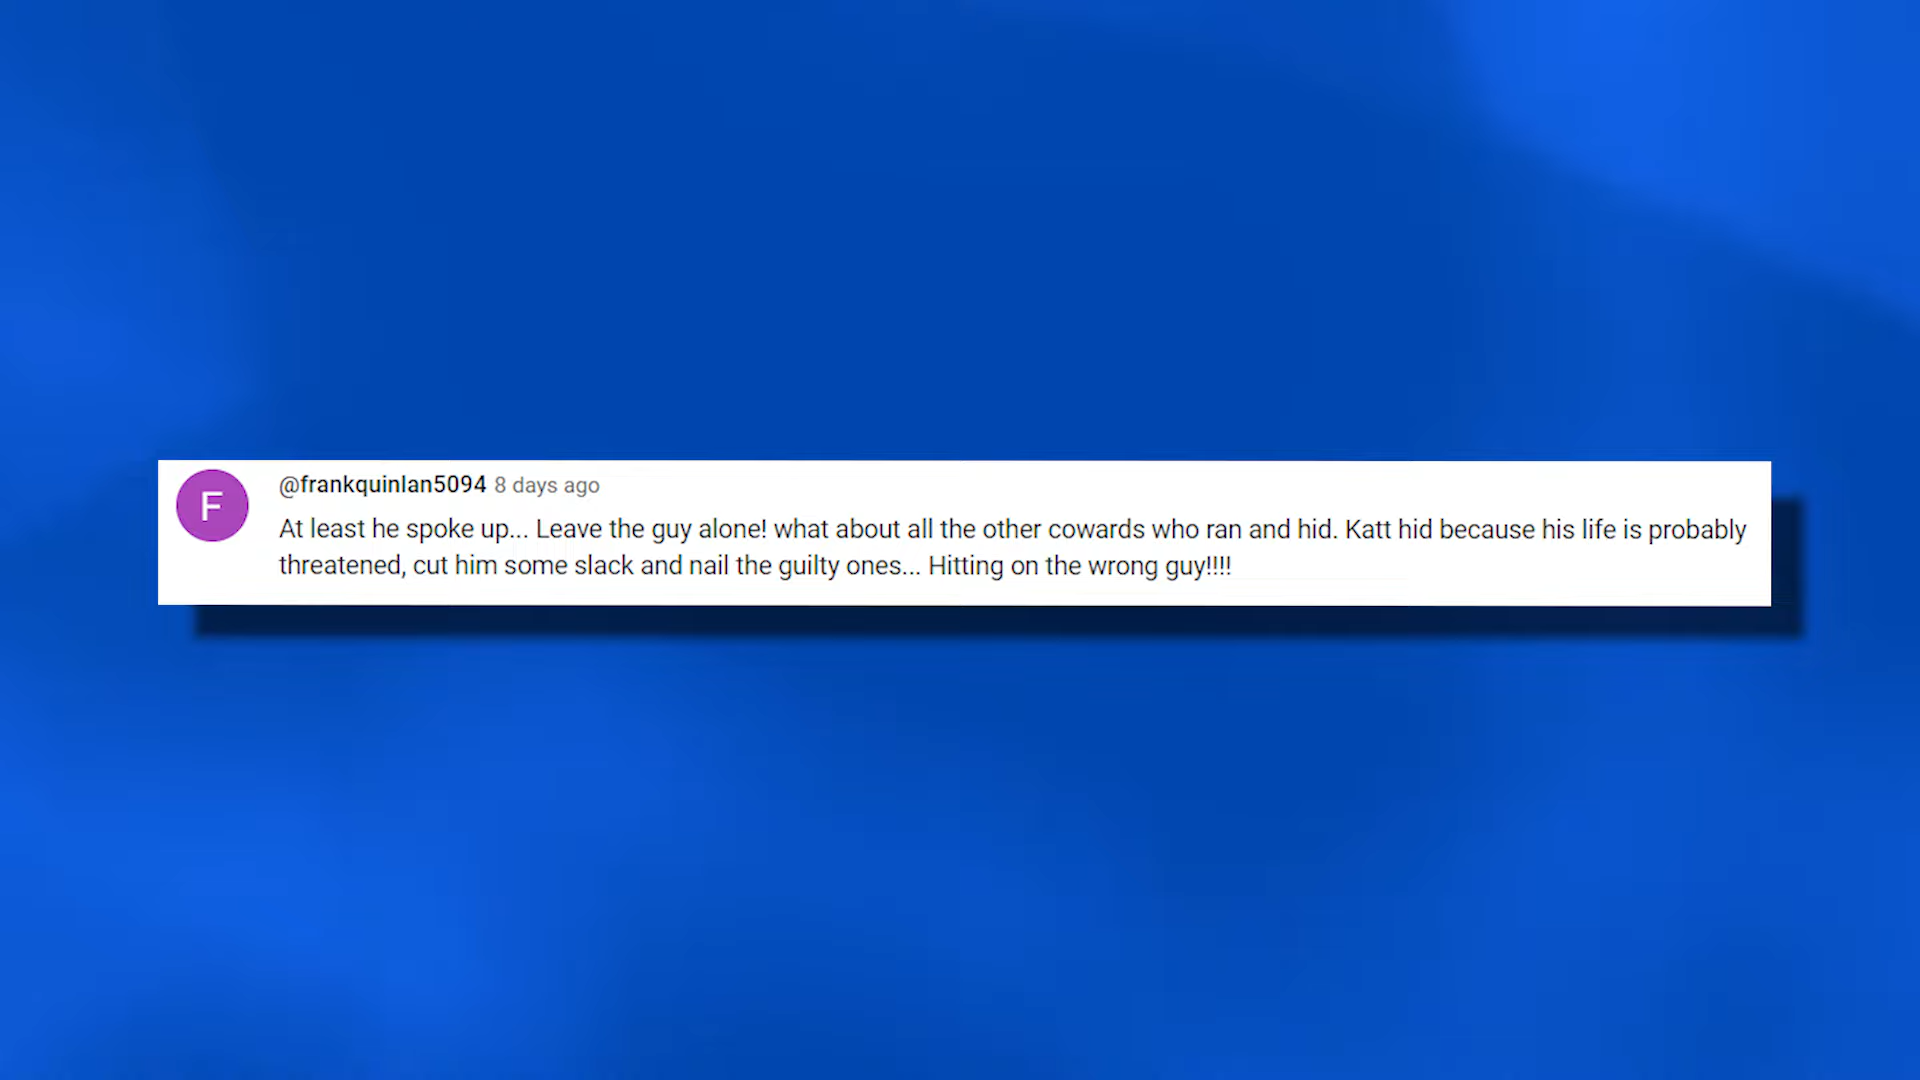 F
@frankquinlan5094 8 days ago
At least he spoke up... Leave the guy alone! what about all the other cowards who ran and hid. Katt hid because his life is probably
threatened, cut him some slack and nail the guilty ones... Hitting on the wrong guy!!!!